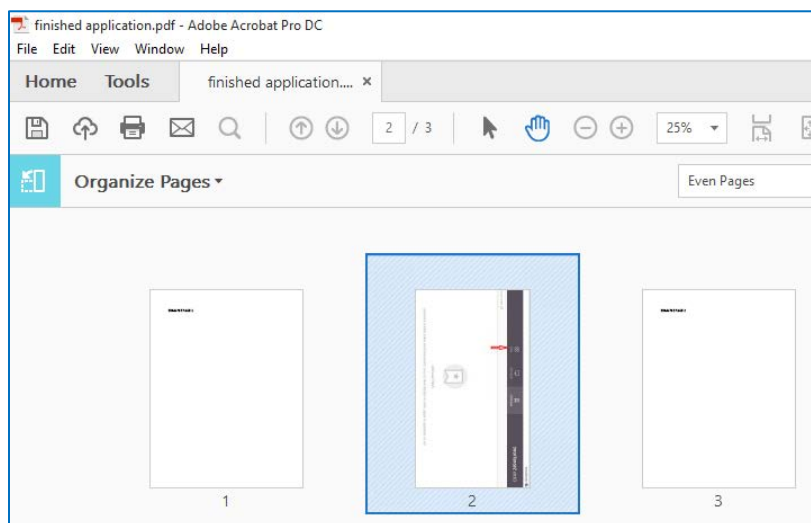 finished application.pdf - Adobe Acrobat Pro DC
File Edit View Window Help
Home Tools finished application.... ×
2 / 3 25%
Organize Pages Even Pages
1 2 3